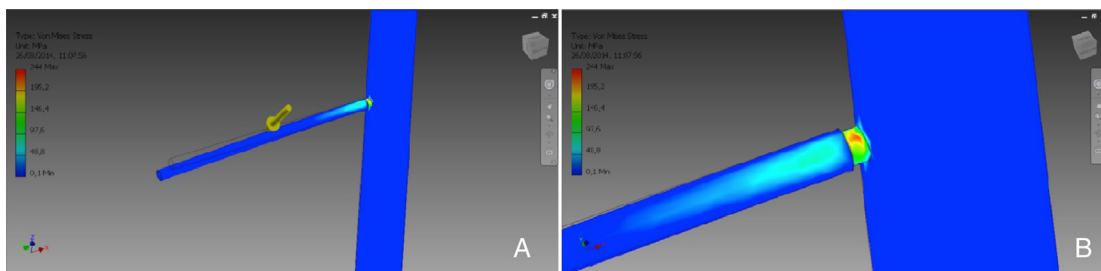 Type: Von Mises Stress
Unit: MPa
26/08/2014, 11:07:56
244 Max
195,2
146,4
97,6
48,8
0,1 Min
A
Type: Von Mises Stress
Unit: MPa
26/08/2014, 11:07:56
244 Max
195,2
146,4
97,6
48,8
0,1 Min
B